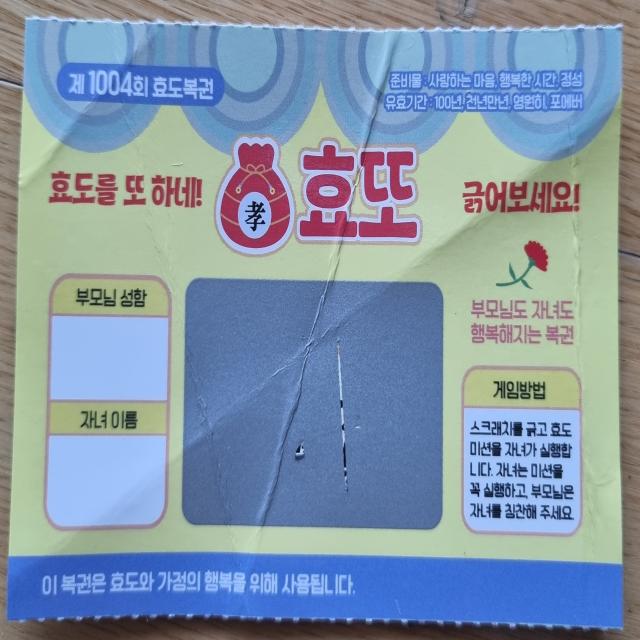 제 1004회 효도복권
준비물 : 사랑하는 마음, 행복한 시간, 정성
유효기간 : 100년, 천년만년, 영원히, 포에버
효도를 또 하네!
孝
효또
긁어보세요!
부모님 성함
자녀 이름
부모님도 자녀도
행복해지는 복권
게임방법
스크래치를 긁고 효도
미션을 자녀가 실행합
니다. 자녀는 미션을
꼭 실행하고, 부모님은
자녀를 칭찬해 주세요
이 복권은 효도와 가정의 행복을 위해 사용됩니다.